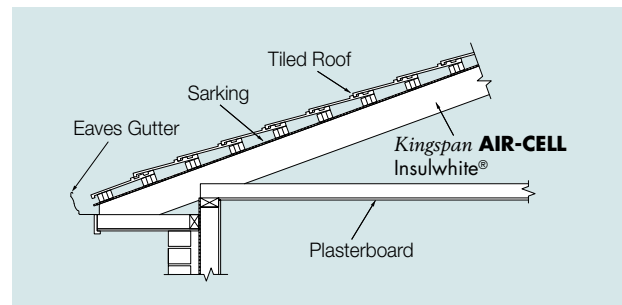 Tiled Roof
Sarking
Eaves Gutter
Kingspan AIR-CELL
Insulwhite®
Plasterboard